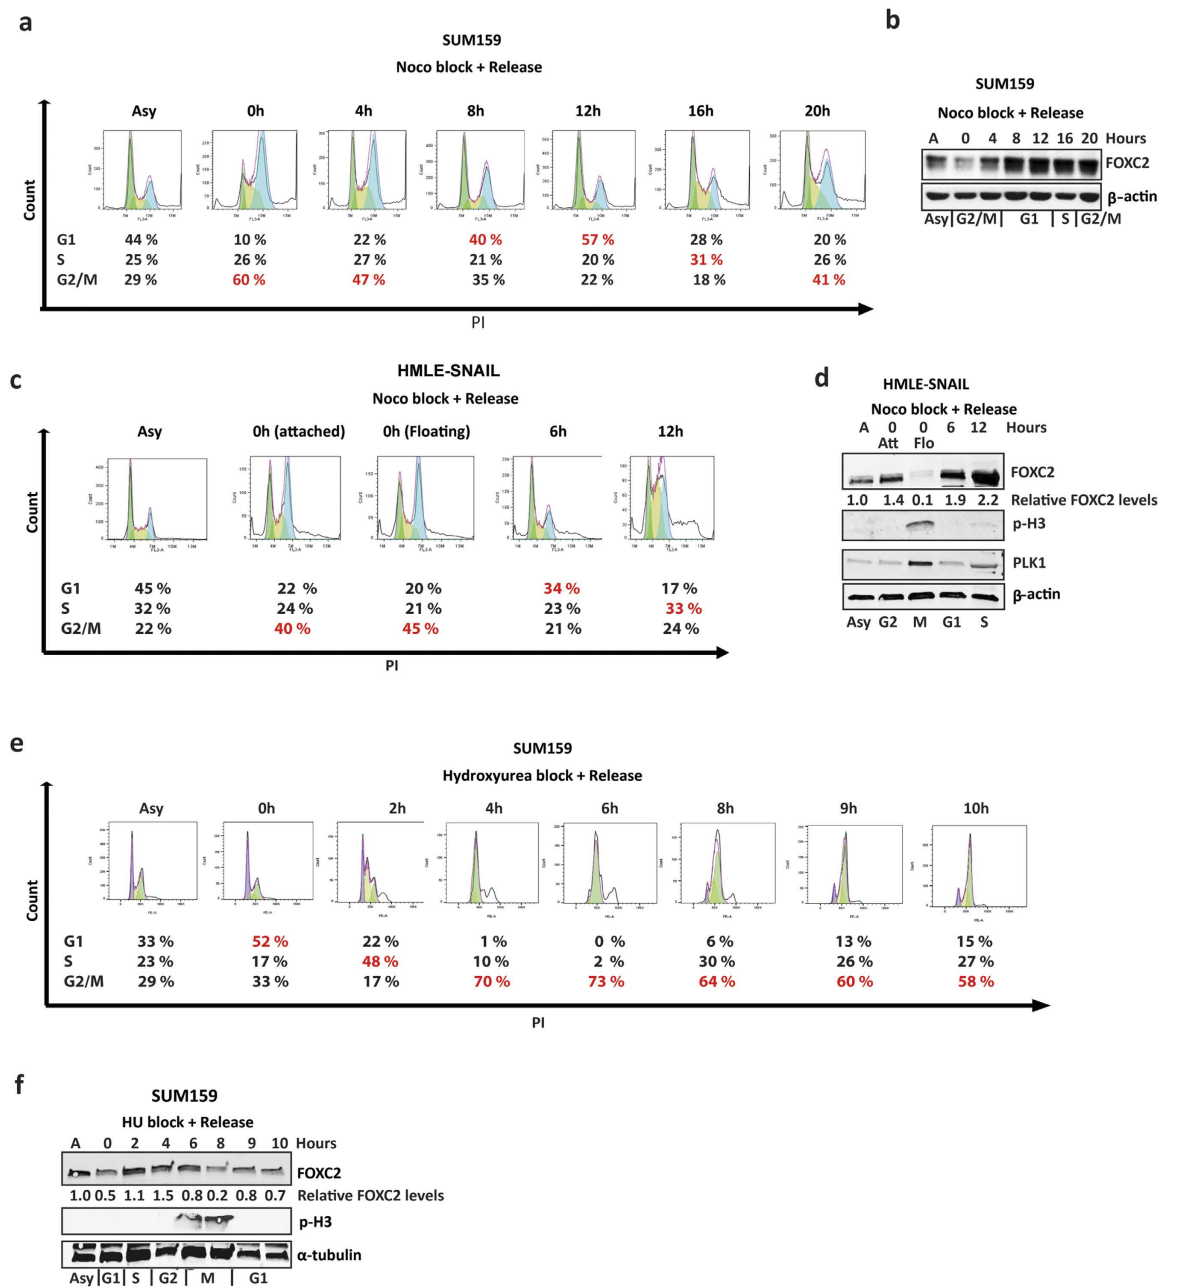 a
SUM159
Noco block + Release
Asy 0h 4h 8h 12h 16h 20h
Count
G1 44 % 10 % 22 % 40 % 57 % 28 % 20 %
S 25 % 26 % 27 % 21 % 20 % 31 % 26 %
G2/M 29 % 60 % 47 % 35 % 22 % 18 % 41 %
PI
b
SUM159
Noco block + Release
A 0 4 8 12 16 20 Hours
FOXC2
β-actin
Asy G2/M G1 S G2/M
c
HMLE-SNAIL
Noco block + Release
Asy 0h (attached) 0h (Floating) 6h 12h
Count
G1 45 % 22 % 20 % 34 % 17 %
S 32 % 24 % 21 % 23 % 33 %
G2/M 22 % 40 % 45 % 21 % 24 %
PI
d
HMLE-SNAIL
Noco block + Release
A 0 0 6 12 Hours
Att Flo
FOXC2
1.0 1.4 0.1 1.9 2.2 Relative FOXC2 levels
p-H3
PLK1
β-actin
Asy G2 M G1 S
e
SUM159
Hydroxyurea block + Release
Asy 0h 2h 4h 6h 8h 9h 10h
Count
G1 33 % 52 % 22 % 1 % 0 % 6 % 13 % 15 %
S 23 % 17 % 48 % 10 % 2 % 30 % 26 % 27 %
G2/M 29 % 33 % 17 % 70 % 73 % 64 % 60 % 58 %
PI
f
SUM159
HU block + Release
A 0 2 4 6 8 9 10 Hours
FOXC2
1.0 0.5 1.1 1.5 0.8 0.2 0.8 0.7 Relative FOXC2 levels
p-H3
α-tubulin
Asy G1 S G2 M G1